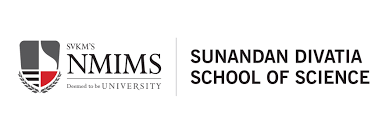 SVKM'S
NMIMS
Deemed to be UNIVERSITY
SUNANDAN DIVATIA
SCHOOL OF SCIENCE